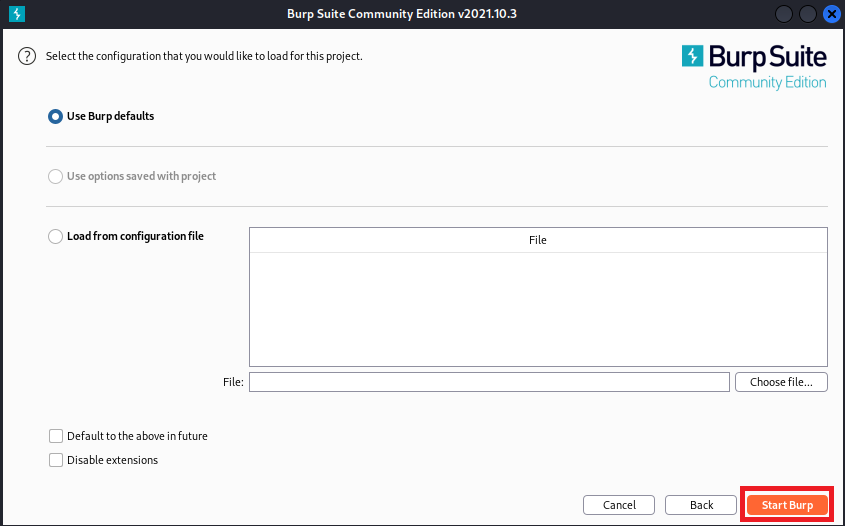 Burp Suite Community Edition v2021.10.3
? Select the configuration that you would like to load for this project.
Burp Suite
Community Edition
Use Burp defaults
Use options saved with project
Load from configuration file
File
File:
Choose file...
Default to the above in future
Disable extensions
Cancel
Back
Start Burp